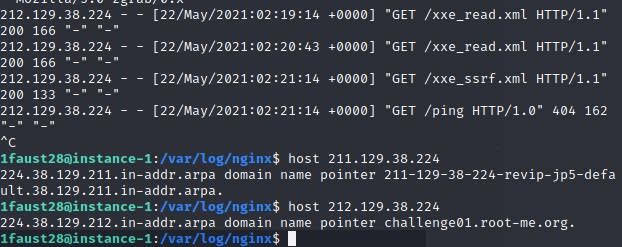 212.129.38.224 - - [22/May/2021:02:19:14 +0000] "GET /xxe_read.xml HTTP/1.1"
200 166 "-" "-"
212.129.38.224 - - [22/May/2021:02:20:43 +0000] "GET /xxe_read.xml HTTP/1.1"
200 166 "-" "-"
212.129.38.224 - - [22/May/2021:02:21:14 +0000] "GET /xxe_ssrf.xml HTTP/1.1"
200 133 "-" "-"
212.129.38.224 - - [22/May/2021:02:21:14 +0000] "GET /ping HTTP/1.0" 404 162
"-" "-"
^C
1faust28@instance-1:/var/log/nginx$ host 211.129.38.224
224.38.129.211.in-addr.arpa domain name pointer 211-129-38-224-revip-jp5-defa
ult.38.129.211.in-addr.arpa.
1faust28@instance-1:/var/log/nginx$ host 212.129.38.224
224.38.129.212.in-addr.arpa domain name pointer challenge01.root-me.org.
1faust28@instance-1:/var/log/nginx$